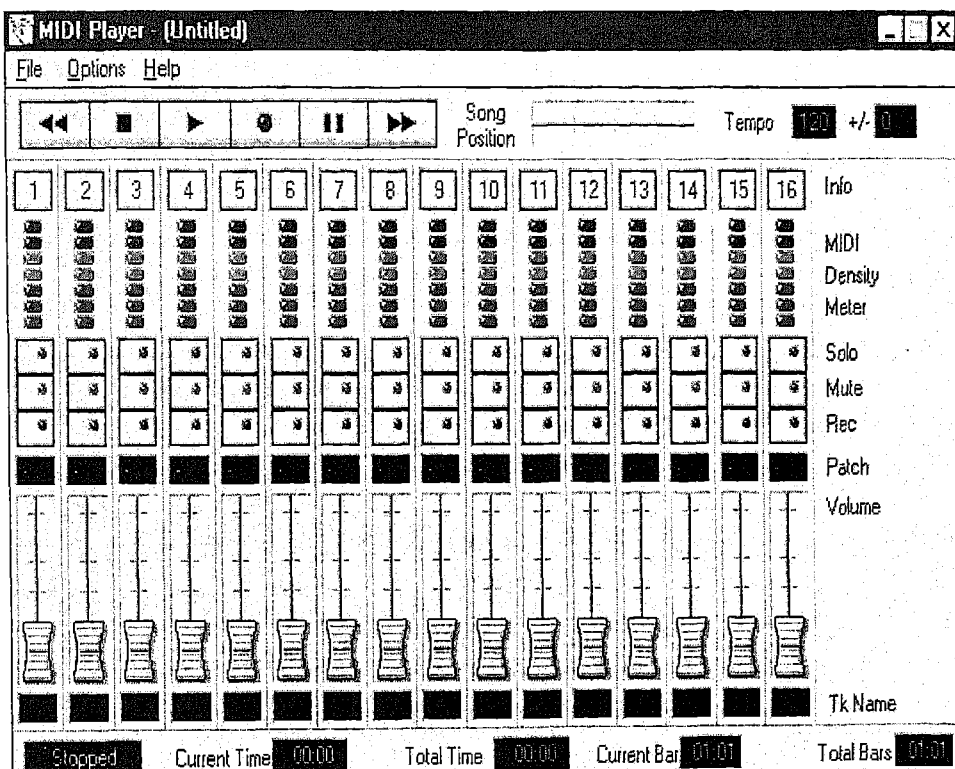 MIDI Player - (Untitled)
File Options Help
Song Position
Tempo 120 +/- 0
1 2 3 4 5 6 7 8 9 10 11 12 13 14 15 16 Info
MIDI
Density
Meter
Solo
Mute
Rec
Patch
Volume
Tk Name
Stopped Current Time 00:00 Total Time 00:00 Current Bar 01:01 Total Bars 01:01